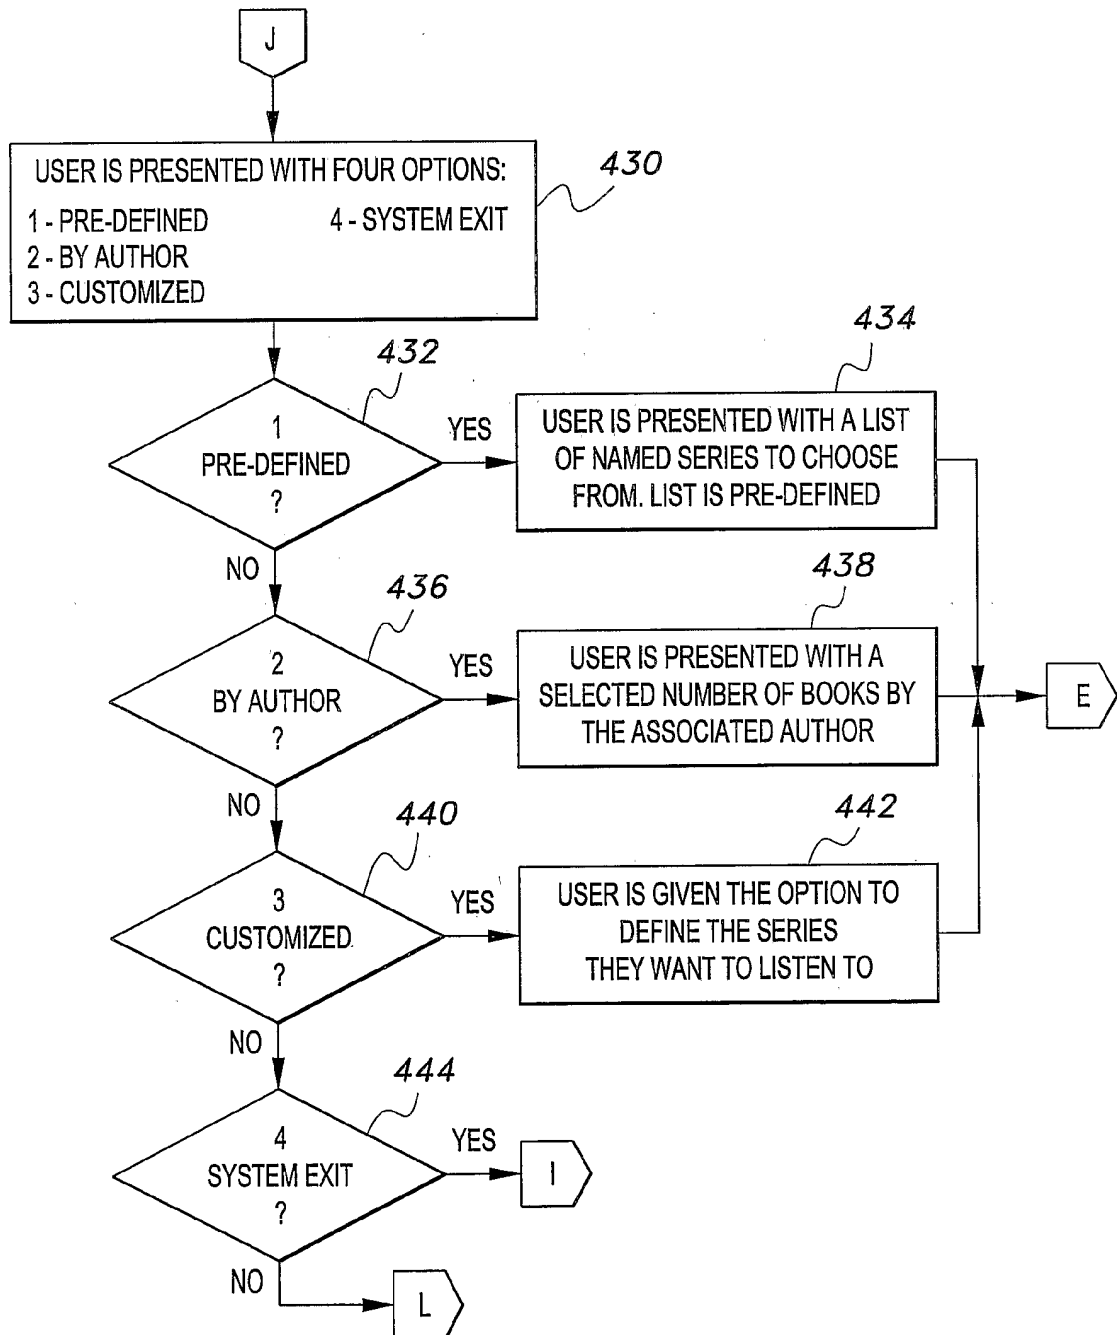 J
USER IS PRESENTED WITH FOUR OPTIONS:
430
1 - PRE-DEFINED
4 - SYSTEM EXIT
2 - BY AUTHOR
3 - CUSTOMIZED
432
434
1
PRE-DEFINED
?
YES
USER IS PRESENTED WITH A LIST
OF NAMED SERIES TO CHOOSE
FROM. LIST IS PRE-DEFINED
NO
436
438
2
BY AUTHOR
?
YES
USER IS PRESENTED WITH A
SELECTED NUMBER OF BOOKS BY
THE ASSOCIATED AUTHOR
E
NO
440
442
3
CUSTOMIZED
?
YES
USER IS GIVEN THE OPTION TO
DEFINE THE SERIES
THEY WANT TO LISTEN TO
NO
444
4
SYSTEM EXIT
?
YES
I
NO
L